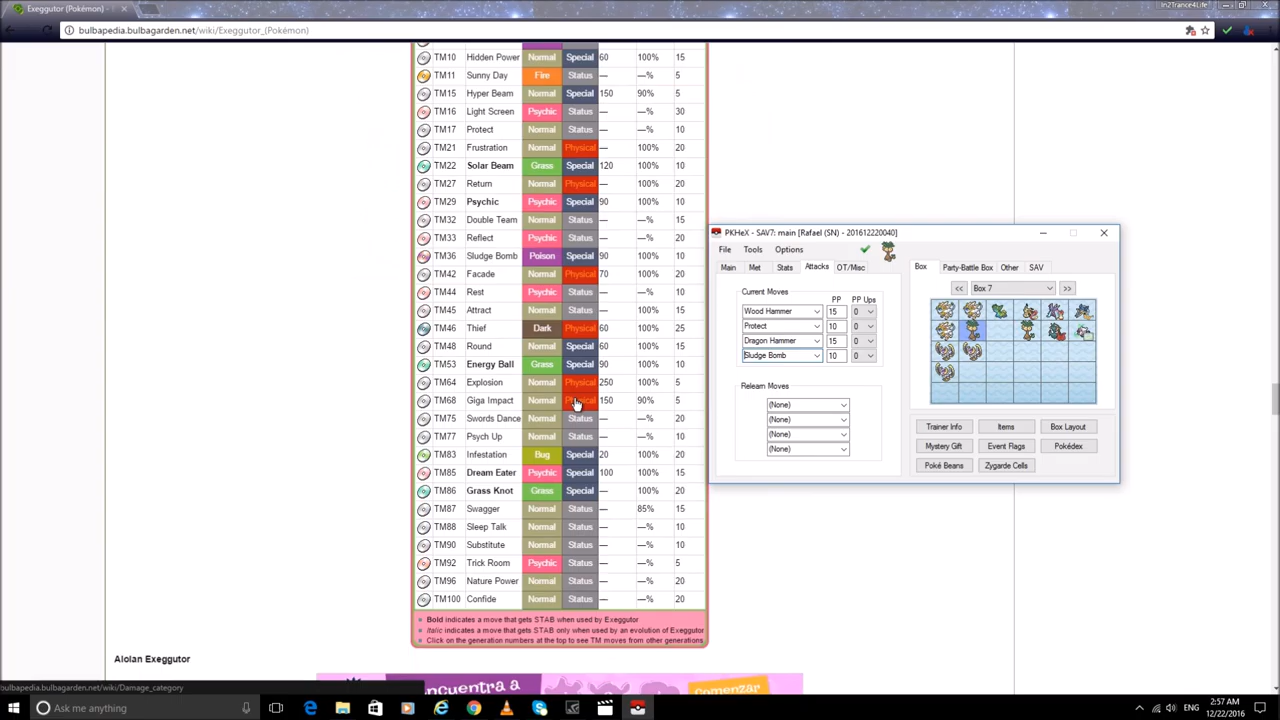 Exeggutor (Pokémon)
In2Trance4Life
bulbapedia.bulbagarden.net/wiki/Exeggutor_(Pokémon)
TM10 Hidden Power Normal Special 60 100% 15
TM11 Sunny Day Fire Status — —% 5
TM15 Hyper Beam Normal Special 150 90% 5
TM16 Light Screen Psychic Status — —% 30
TM17 Protect Normal Status — —% 10
TM21 Frustration Normal Physical — 100% 20
TM22 Solar Beam Grass Special 120 100% 10
TM27 Return Normal Physical — 100% 20
TM29 Psychic Psychic Special 90 100% 10
TM32 Double Team Normal Status — —% 15
TM33 Reflect Psychic Status — —% 20
TM36 Sludge Bomb Poison Special 90 100% 10
TM42 Facade Normal Physical 70 100% 20
TM44 Rest Psychic Status — —% 10
TM45 Attract Normal Status — 100% 15
TM46 Thief Dark Physical 60 100% 25
TM48 Round Normal Special 60 100% 15
TM53 Energy Ball Grass Special 90 100% 10
TM64 Explosion Normal Physical 250 100% 5
TM68 Giga Impact Normal Physical 150 90% 5
TM75 Swords Dance Normal Status — —% 20
TM77 Psych Up Normal Status — —% 10
TM83 Infestation Bug Special 20 100% 20
TM85 Dream Eater Psychic Special 100 100% 15
TM86 Grass Knot Grass Special — 100% 20
TM87 Swagger Normal Status — 85% 15
TM88 Sleep Talk Normal Status — —% 10
TM90 Substitute Normal Status — —% 10
TM92 Trick Room Psychic Status — —% 5
TM96 Nature Power Normal Status — —% 20
TM100 Confide Normal Status — —% 20
Bold indicates a move that gets STAB when used by Exeggutor
Italic indicates a move that gets STAB only when used by an evolution of Exeggutor
Click on the generation numbers at the top to see TM moves from other generations
Alolan Exeggutor
encuentra a
Comenzar
bulbapedia.bulbagarden.net/wiki/Damage_category
PKHeX - SAV7: main [Rafael (SN) - 201612220040]
File Tools Options
Main Met Stats Attacks OT/Misc
Current Moves
PP PP Ups
Wood Hammer 15 0
Protect 10 0
Dragon Hammer 15 0
Sludge Bomb 10 0
Relearn Moves
(None)
(None)
(None)
(None)
Box Party-Battle Box Other SAV
<< Box 7 >>
Trainer Info Items Box Layout
Mystery Gift Event Flags Pokédex
Poké Beans Zygarde Cells
Ask me anything
ENG
2:57 AM
12/22/2016